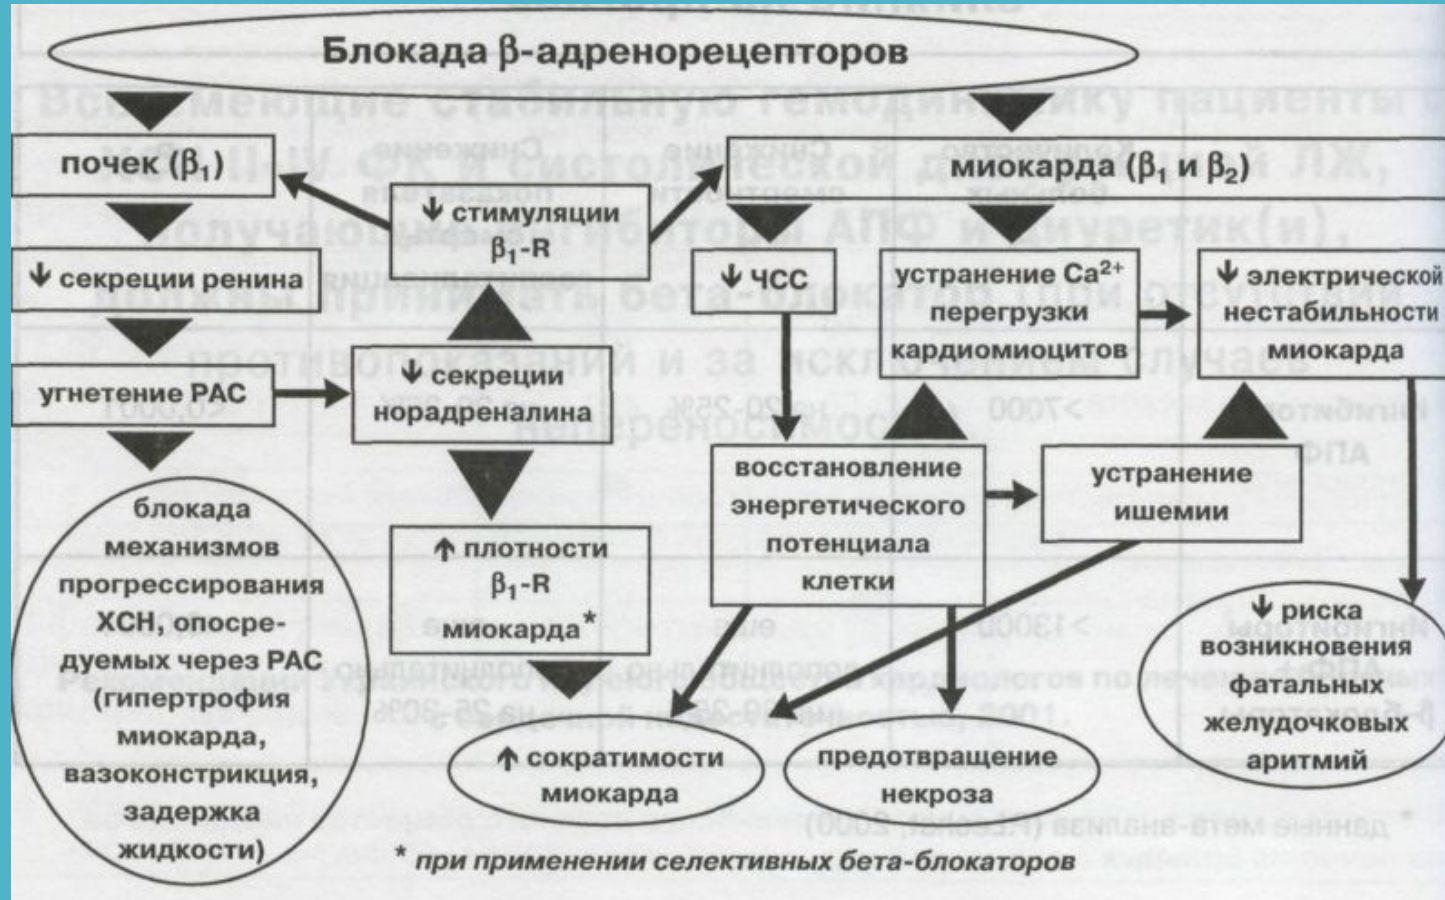 Блокада β-адренорецепторов
почек (β₁)
миокарда (β₁ и β₂)
↓ стимуляции
β₁-R
↓ секреции ренина
↓ ЧСС
устранение Ca²⁺
перегрузки
кардиомиоцитов
↓ электрической
нестабильности
миокарда
угнетение РАС
↓ секреции
норадреналина
восстановление
энергетического
потенциала
клетки
устранение
ишемии
блокада
механизмов
прогрессирования
ХСН, опосре-
дуемых через РАС
(гипертрофия
миокарда,
вазоконстрикция,
задержка
жидкости)
↑ плотности
β₁-R
миокарда*
↓ риска
возникновения
фатальных
желудочковых
аритмий
↑ сократимости
миокарда
предотвращение
некроза
* при применении селективных бета-блокаторов